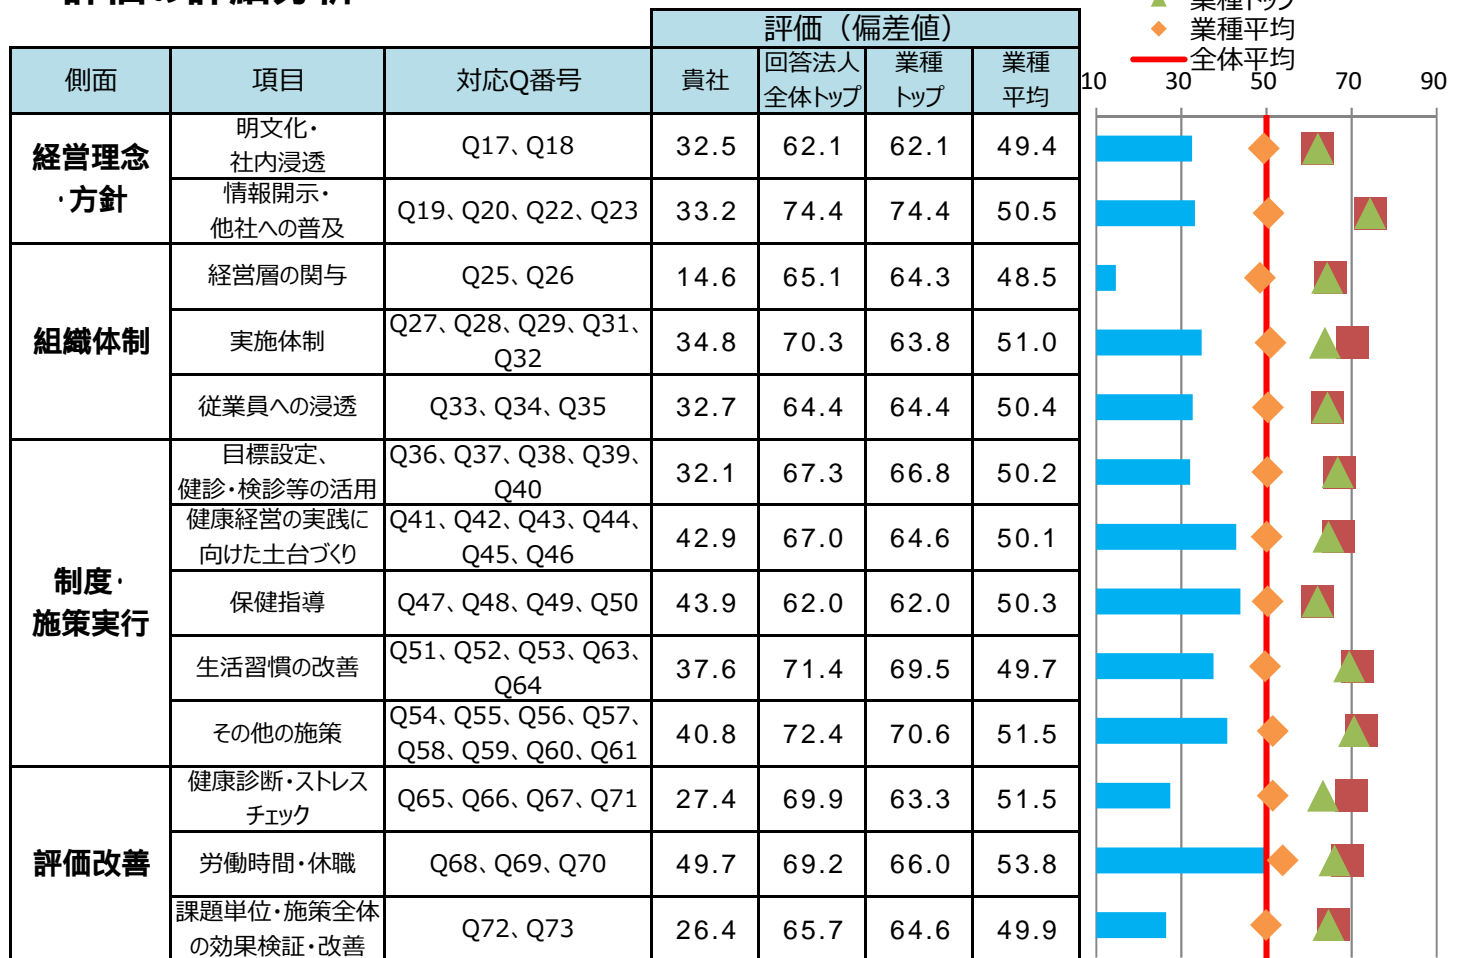 評価の詳細分析
業種トップ
業種平均
全体平均
評価（偏差値）
側面 項目 対応Q番号 貴社 回答法人全体トップ 業種トップ 業種平均
10 30 50 70 90
経営理念・方針
明文化・社内浸透 Q17、Q18 32.5 62.1 62.1 49.4
情報開示・他社への普及 Q19、Q20、Q22、Q23 33.2 74.4 74.4 50.5
組織体制
経営層の関与 Q25、Q26 14.6 65.1 64.3 48.5
実施体制 Q27、Q28、Q29、Q31、Q32 34.8 70.3 63.8 51.0
従業員への浸透 Q33、Q34、Q35 32.7 64.4 64.4 50.4
制度・施策実行
目標設定、健診・検診等の活用 Q36、Q37、Q38、Q39、Q40 32.1 67.3 66.8 50.2
健康経営の実践に向けた土台づくり Q41、Q42、Q43、Q44、Q45、Q46 42.9 67.0 64.6 50.1
保健指導 Q47、Q48、Q49、Q50 43.9 62.0 62.0 50.3
生活習慣の改善 Q51、Q52、Q53、Q63、Q64 37.6 71.4 69.5 49.7
その他の施策 Q54、Q55、Q56、Q57、Q58、Q59、Q60、Q61 40.8 72.4 70.6 51.5
評価改善
健康診断・ストレスチェック Q65、Q66、Q67、Q71 27.4 69.9 63.3 51.5
労働時間・休職 Q68、Q69、Q70 49.7 69.2 66.0 53.8
課題単位・施策全体の効果検証・改善 Q72、Q73 26.4 65.7 64.6 49.9